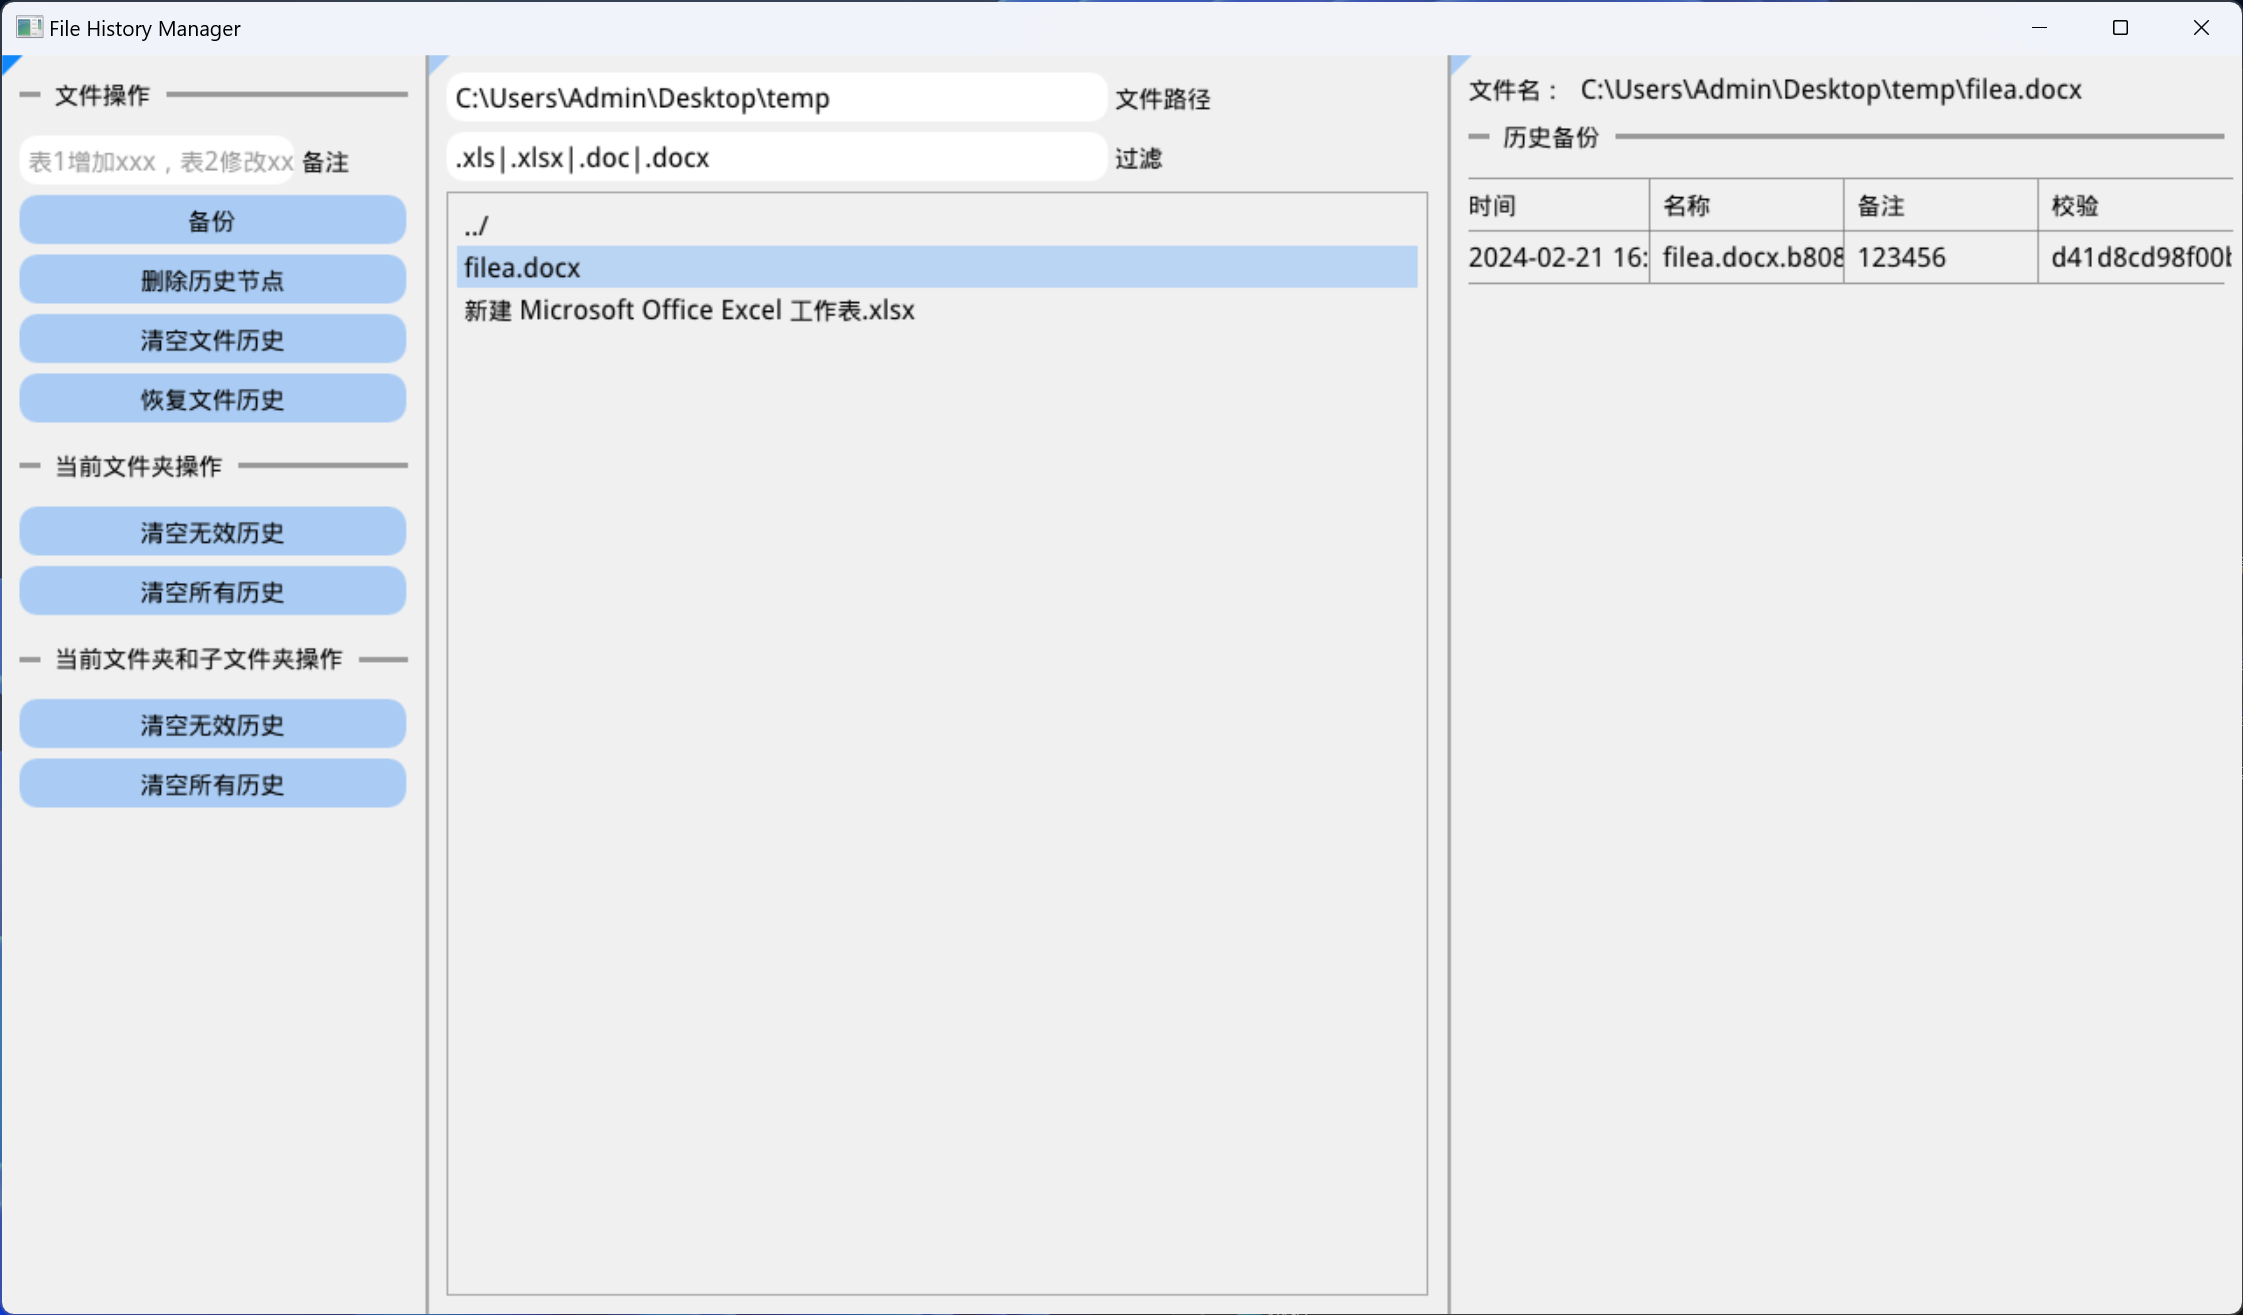 File History Manager
文件操作
表1增加xxx，表2修改xx 备注
备份
删除历史节点
清空文件历史
恢复文件历史
当前文件夹操作
清空无效历史
清空所有历史
当前文件夹和子文件夹操作
清空无效历史
清空所有历史
C:\Users\Admin\Desktop\temp 文件路径
.xls|.xlsx|.doc|.docx 过滤
../
filea.docx
新建 Microsoft Office Excel 工作表.xlsx
文件名： C:\Users\Admin\Desktop\temp\filea.docx
历史备份
时间 名称 备注 校验
2024-02-21 16: filea.docx.b808 123456 d41d8cd98f00b